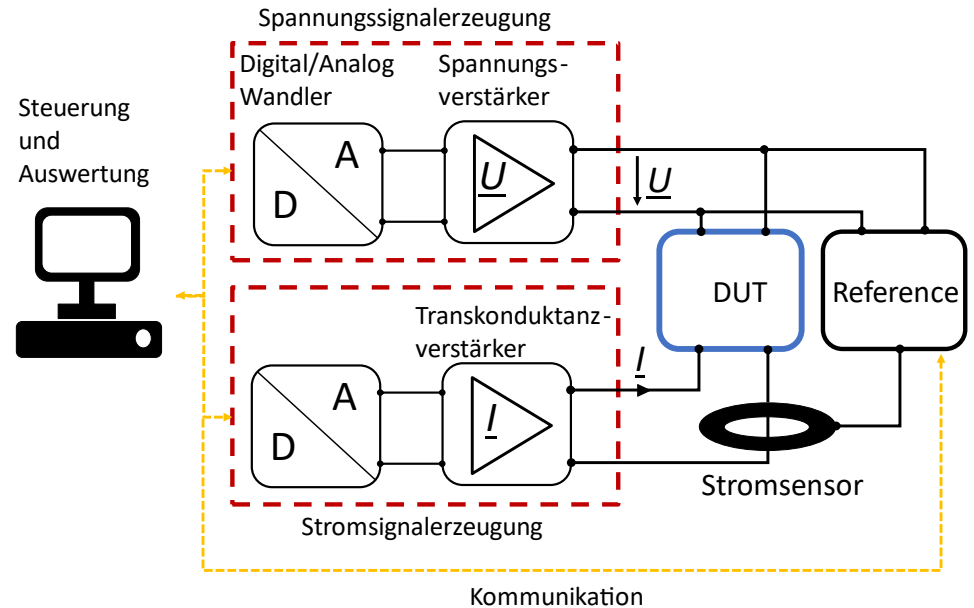 Spannungssignalerzeugung
Digital/Analog
Wandler
Spannungs-
verstärker
Steuerung
und
Auswertung
A
D
U
U
DUT
Reference
Transkonduktanz-
verstärker
A
D
I
I
Stromsensor
Stromsignalerzeugung
Kommunikation